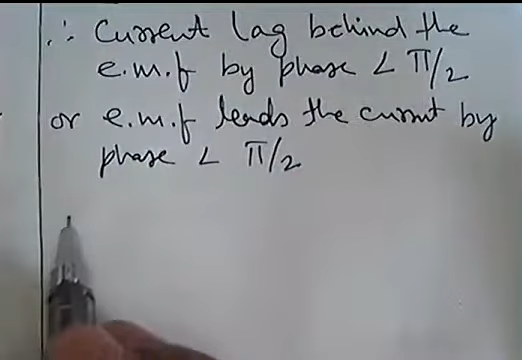 ∴ Current lag behind the
e.m.f by phase < π/2
or e.m.f leads the current by
phase < π/2